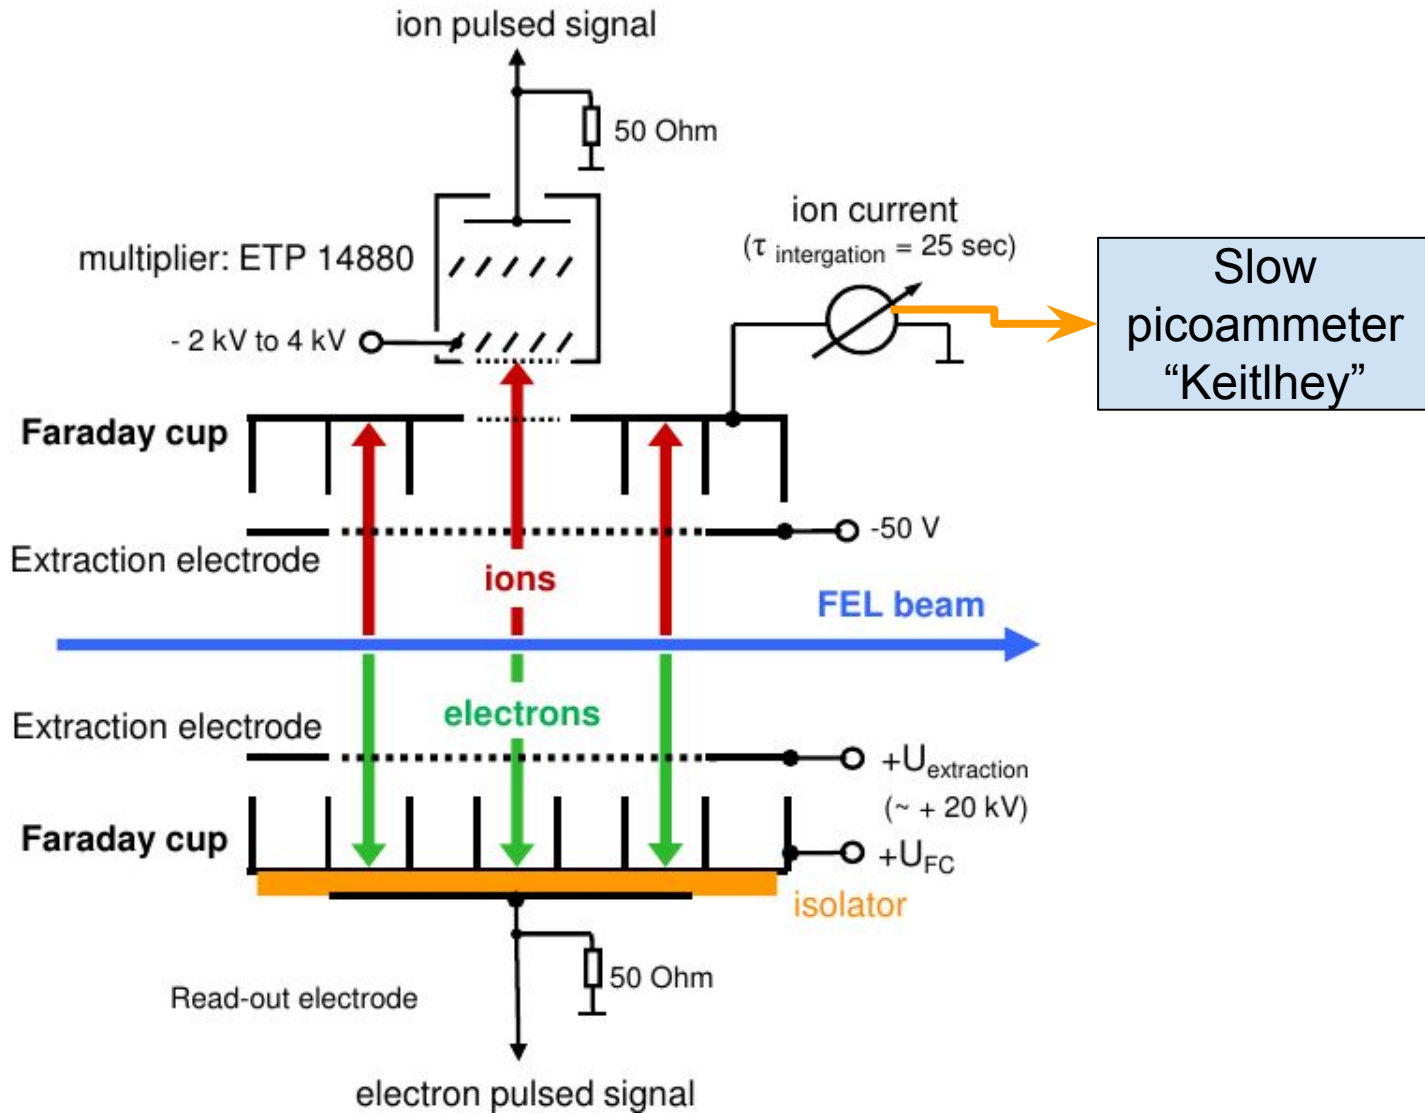 ion pulsed signal
50 Ohm
ion current
(τ intergation = 25 sec)
Slow
picoammeter
“Keitlhey”
multiplier: ETP 14880
- 2 kV to 4 kV
Faraday cup
-50 V
Extraction electrode
ions
FEL beam
electrons
Extraction electrode
+Uextraction
(~ + 20 kV)
Faraday cup
+UFC
isolator
50 Ohm
Read-out electrode
electron pulsed signal